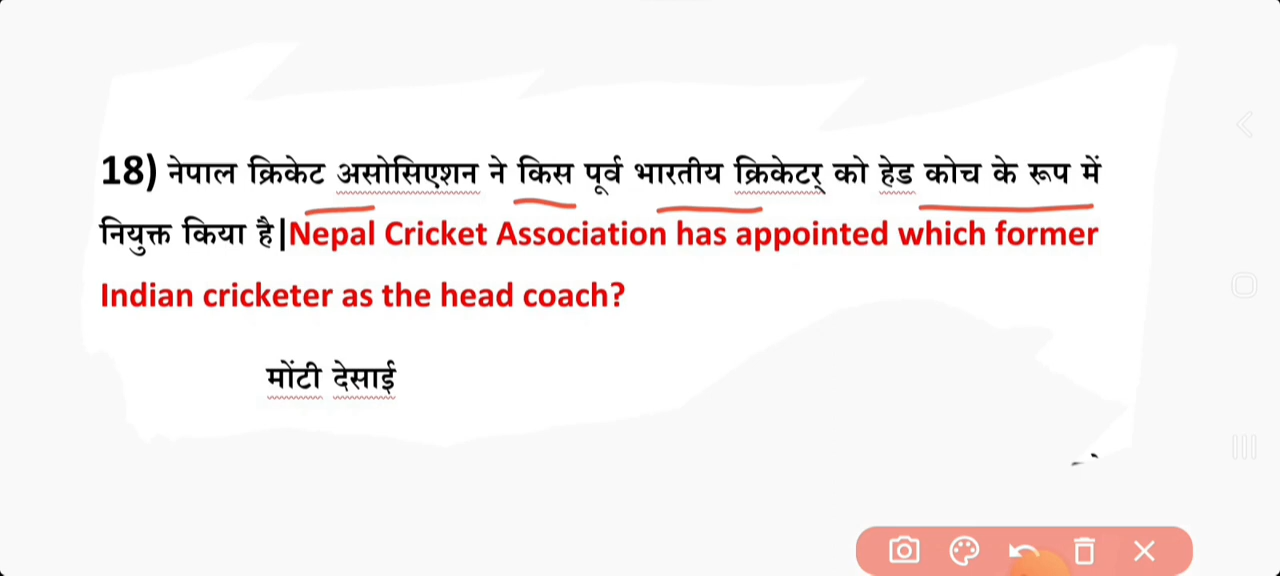 18) नेपाल क्रिकेट असोसिएशन ने किस पूर्व भारतीय क्रिकेटर् को हेड कोच के रूप में
नियुक्त किया है|Nepal Cricket Association has appointed which former
Indian cricketer as the head coach?
मोंटी देसाई